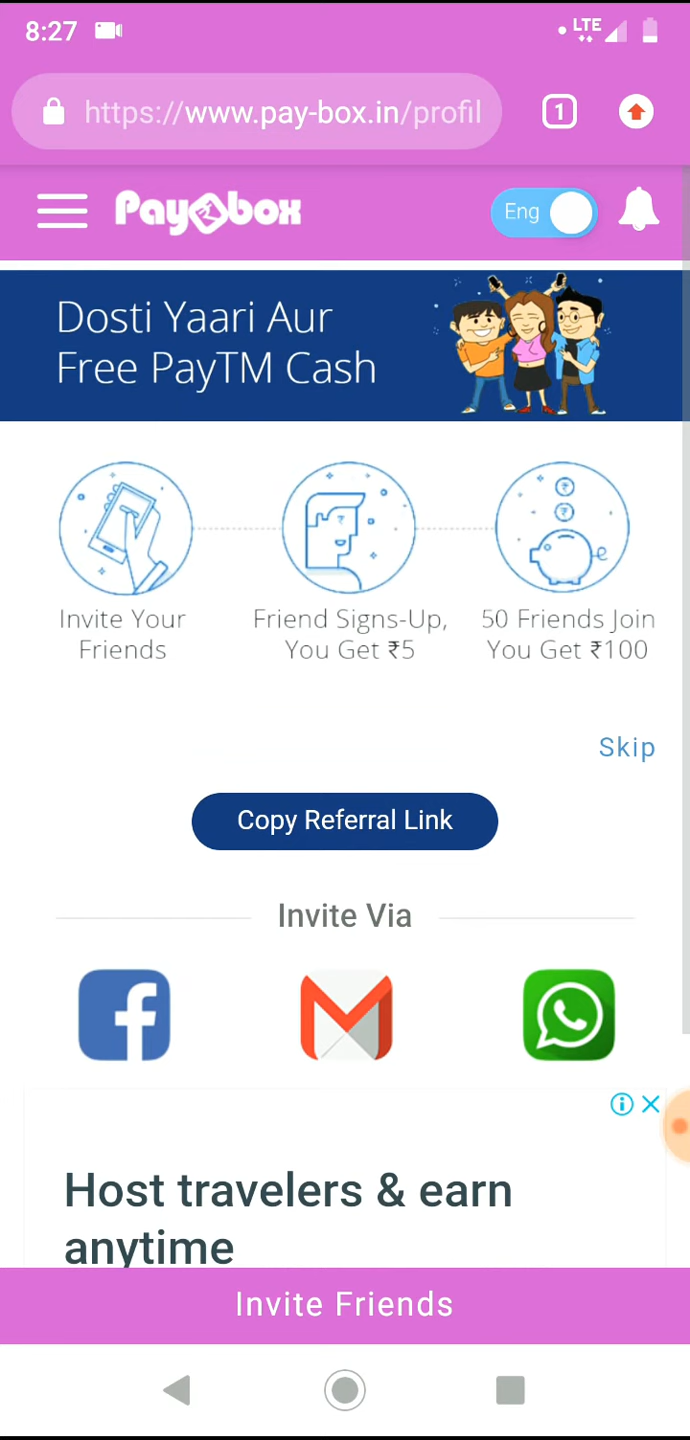 8:27
LTE
https://www.pay-box.in/profil
1
Paybox
Eng
Dosti Yaari Aur
Free PayTM Cash
Invite Your
Friends
Friend Signs-Up,
You Get ₹5
50 Friends Join
You Get ₹100
Skip
Copy Referral Link
Invite Via
Host travelers & earn
anytime
Invite Friends